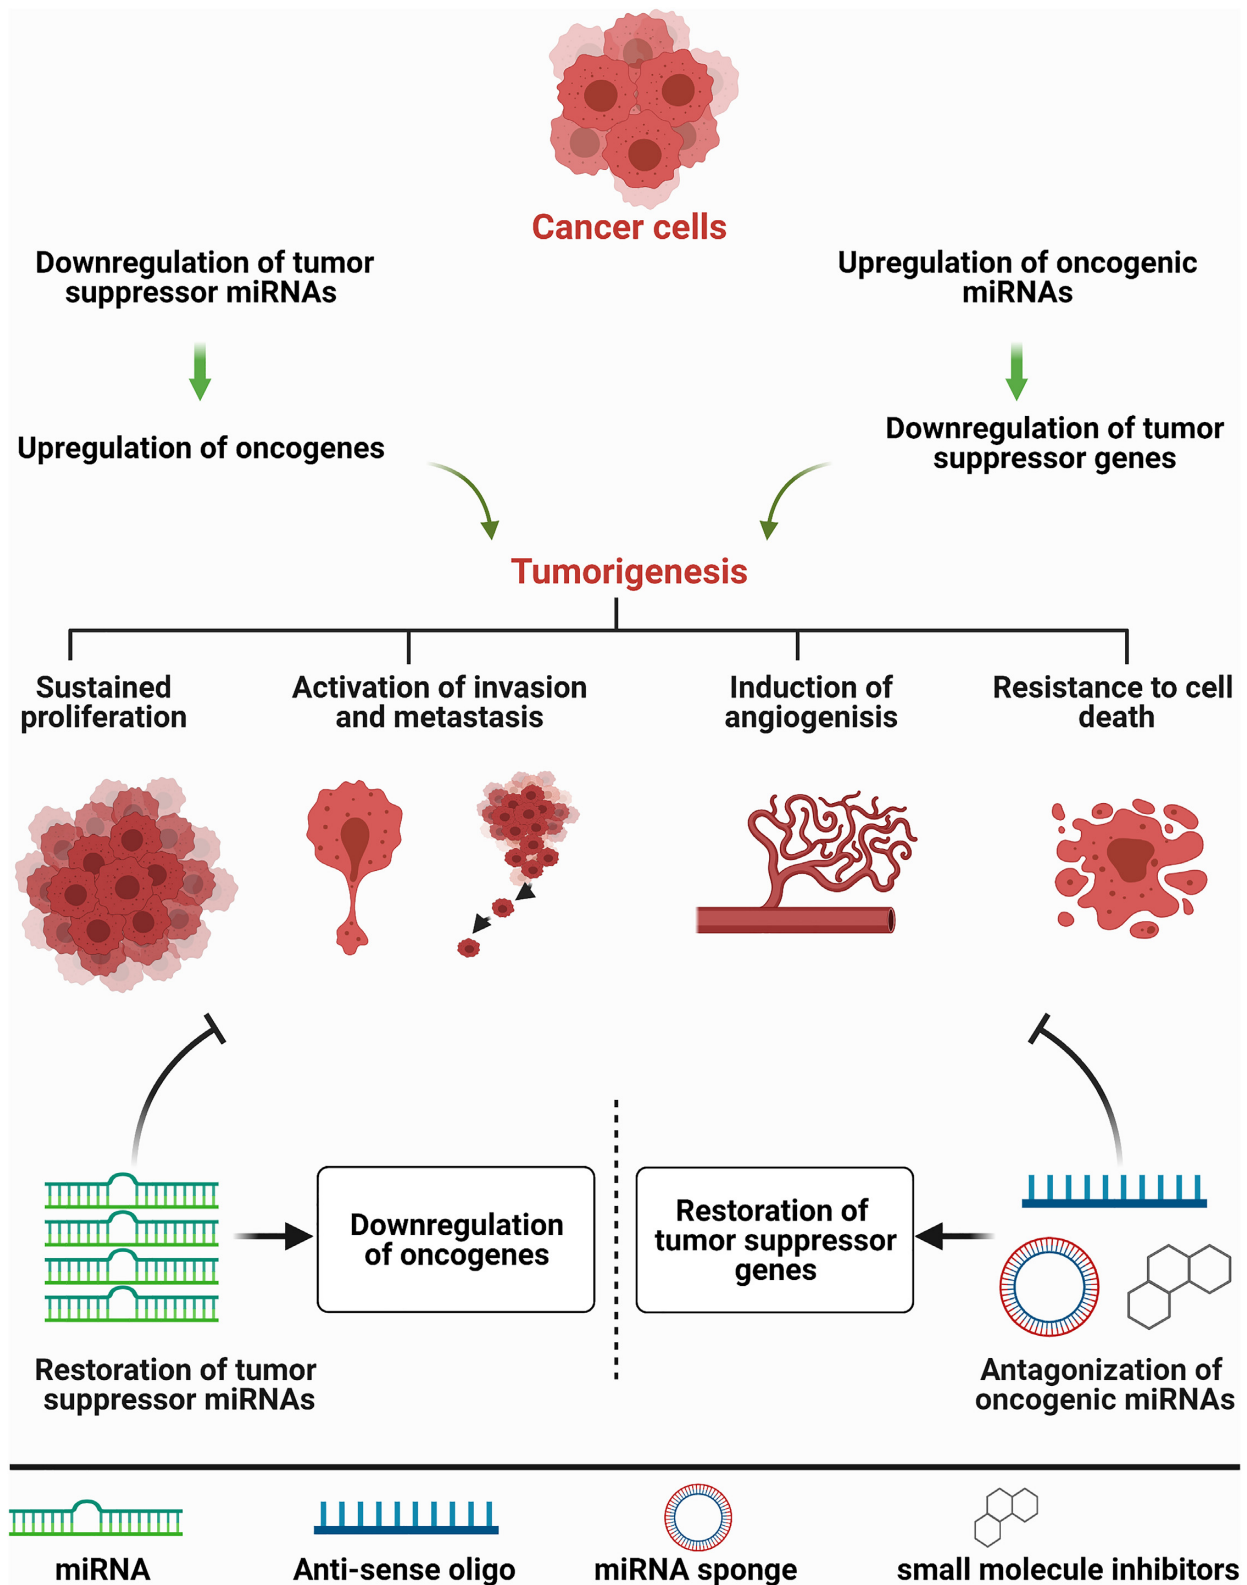 Cancer cells
Downregulation of tumor
suppressor miRNAs
Upregulation of oncogenic
miRNAs
Upregulation of oncogenes
Downregulation of tumor
suppressor genes
Tumorigenesis
Sustained
proliferation
Activation of invasion
and metastasis
Induction of
angiogenisis
Resistance to cell
death
Downregulation
of oncogenes
Restoration of
tumor suppressor
genes
Restoration of tumor
suppressor miRNAs
Antagonization of
oncogenic miRNAs
miRNA
Anti-sense oligo
miRNA sponge
small molecule inhibitors